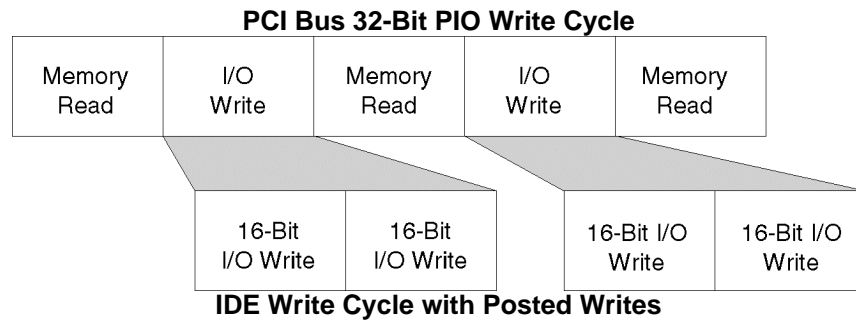 PCI Bus 32-Bit PIO Write Cycle
Memory
Read
I/O
Write
Memory
Read
I/O
Write
Memory
Read
16-Bit
I/O Write
16-Bit
I/O Write
16-Bit I/O
Write
16-Bit I/O
Write
IDE Write Cycle with Posted Writes